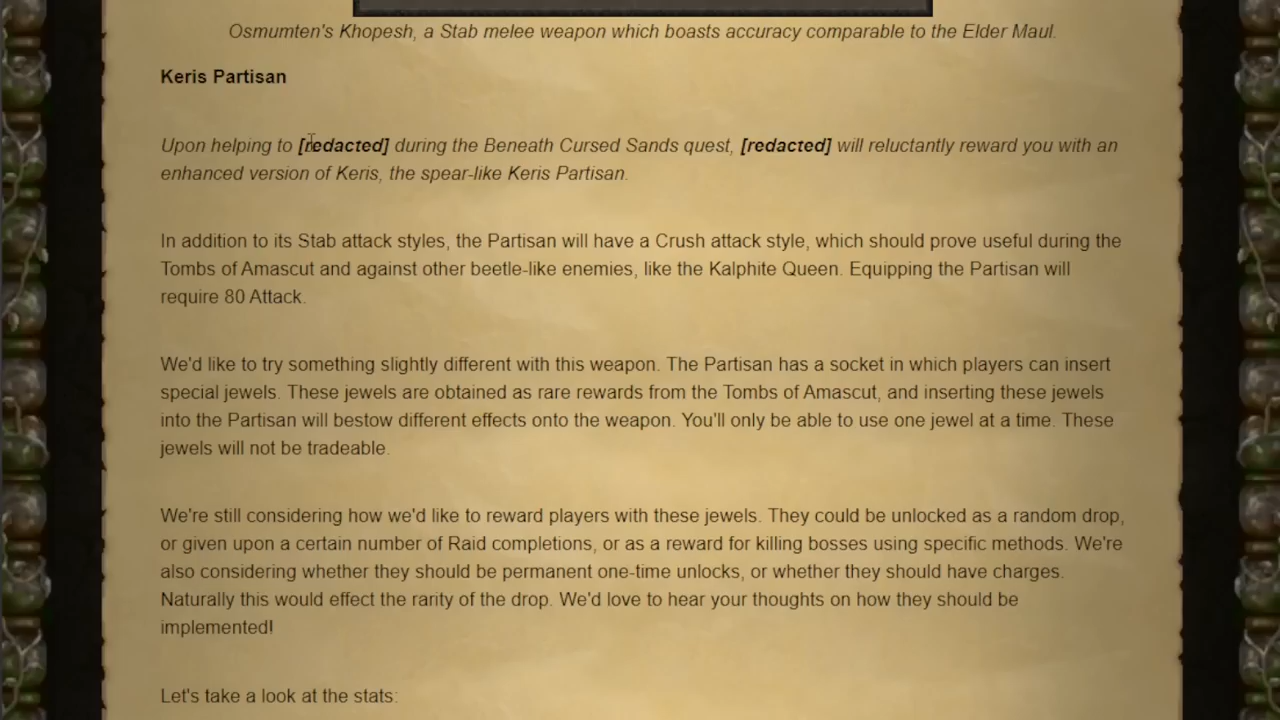 Osmumten's Khopesh, a Stab melee weapon which boasts accuracy comparable to the Elder Maul.
Keris Partisan
Upon helping to [redacted] during the Beneath Cursed Sands quest, [redacted] will reluctantly reward you with an
enhanced version of Keris, the spear-like Keris Partisan.
In addition to its Stab attack styles, the Partisan will have a Crush attack style, which should prove useful during the
Tombs of Amascut and against other beetle-like enemies, like the Kalphite Queen. Equipping the Partisan will
require 80 Attack.
We'd like to try something slightly different with this weapon. The Partisan has a socket in which players can insert
special jewels. These jewels are obtained as rare rewards from the Tombs of Amascut, and inserting these jewels
into the Partisan will bestow different effects onto the weapon. You'll only be able to use one jewel at a time. These
jewels will not be tradeable.
We're still considering how we'd like to reward players with these jewels. They could be unlocked as a random drop,
or given upon a certain number of Raid completions, or as a reward for killing bosses using specific methods. We're
also considering whether they should be permanent one-time unlocks, or whether they should have charges.
Naturally this would effect the rarity of the drop. We'd love to hear your thoughts on how they should be
implemented!
Let's take a look at the stats: